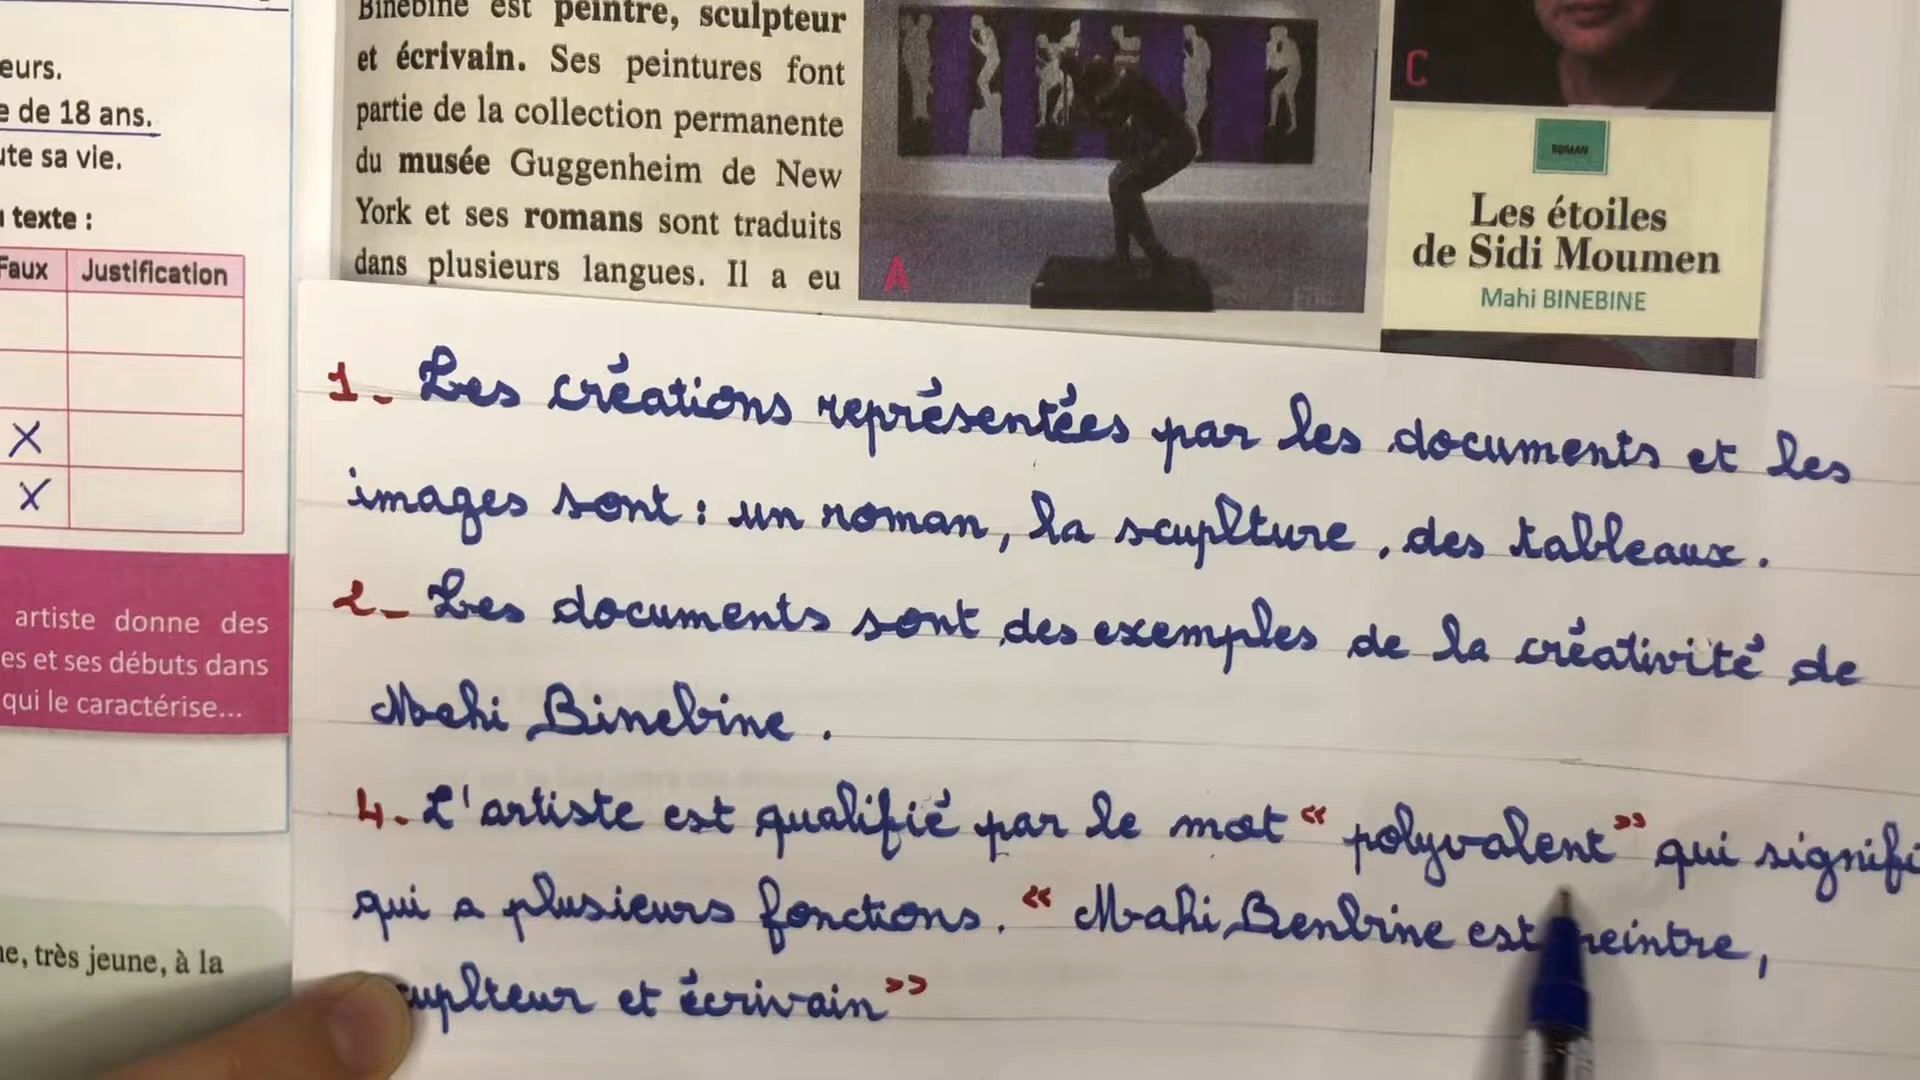 eurs.
e de 18 ans.
ute sa vie.
texte :
Faux Justification
X
X
artiste donne des
es et ses débuts dans
qui le caractérise...
ne, très jeune, à la
Binebine est peintre, sculpteur
et écrivain. Ses peintures font
partie de la collection permanente
du musée Guggenheim de New
York et ses romans sont traduits
dans plusieurs langues. Il a eu
A
C
ROMAN
Les étoiles
de Sidi Moumen
Mahi BINEBINE
1- Les créations représentées par les documents et les
images sont : un roman, la scuplture, des tableaux.
2- Les documents sont des exemples de la créativité de
Mahi Binebine.
4- L'artiste est qualifié par le mot « polyvalent » qui signifi
qui a plusieurs fonctions. « Mahi Benbine est peintre,
cuplteur et écrivain »